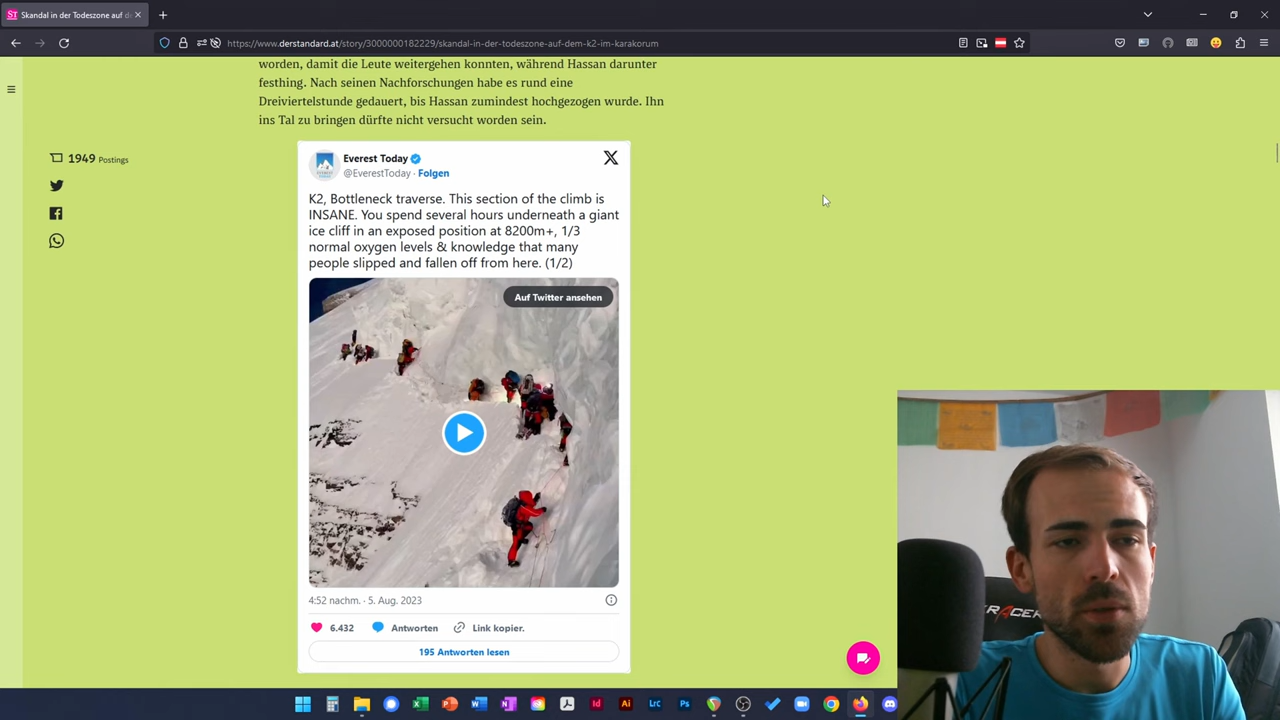 ST Skandal in der Todeszone auf de
https://www.derstandard.at/story/3000000182229/skandal-in-der-todeszone-auf-dem-k2-im-karakorum
worden, damit die Leute weitergehen konnten, während Hassan darunter
festhing. Nach seinen Nachforschungen habe es rund eine
Dreiviertelstunde gedauert, bis Hassan zumindest hochgezogen wurde. Ihn
ins Tal zu bringen dürfte nicht versucht worden sein.
1949 Postings
Everest Today
@EverestToday · Folgen
K2, Bottleneck traverse. This section of the climb is
INSANE. You spend several hours underneath a giant
ice cliff in an exposed position at 8200m+, 1/3
normal oxygen levels & knowledge that many
people slipped and fallen off from here. (1/2)
Auf Twitter ansehen
4:52 nachm. · 5. Aug. 2023
6.432 Antworten Link kopier.
195 Antworten lesen